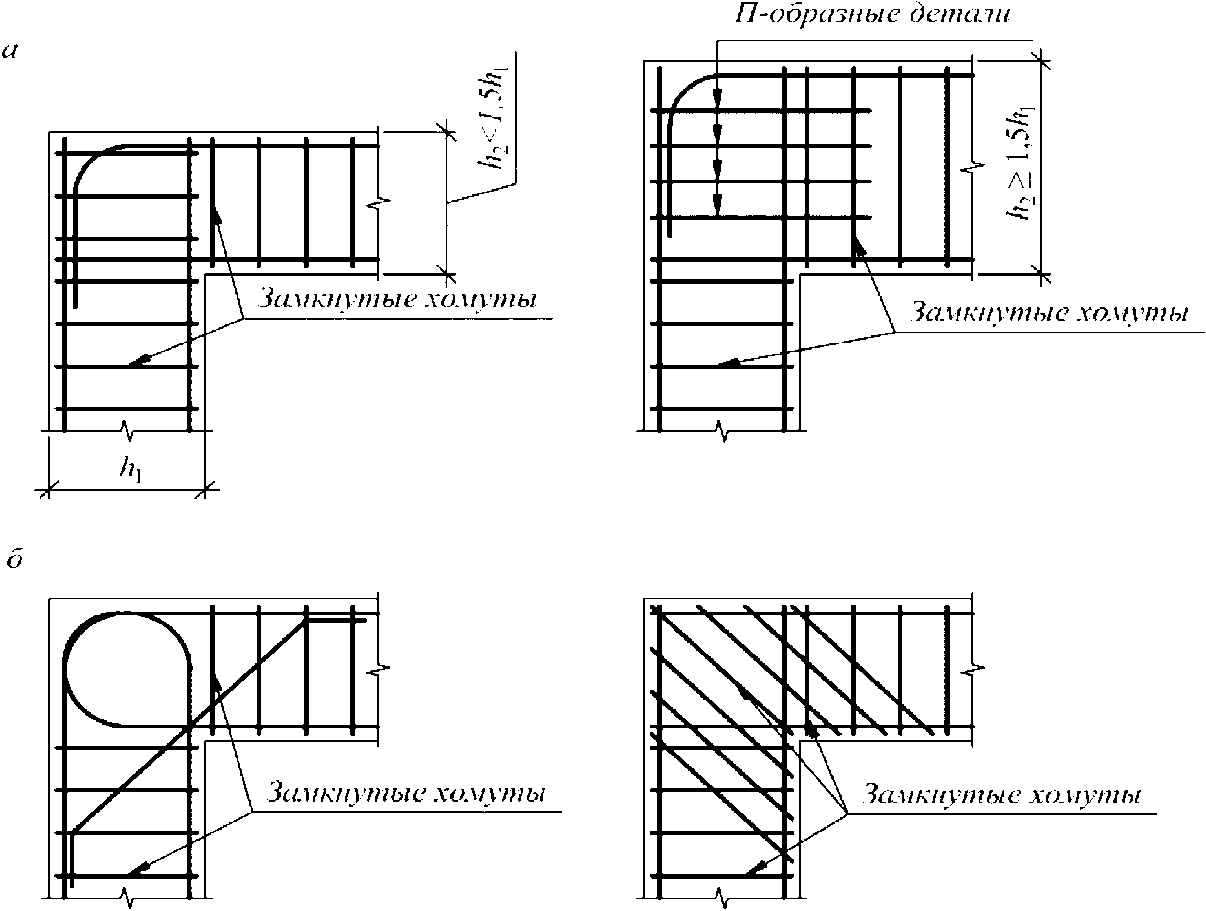 а
h₂<1,5h₁
Замкнутые хомуты
h₁
П-образные детали
h₂ ≥ 1,5h₁
Замкнутые хомуты
б
Замкнутые хомуты
Замкнутые хомуты